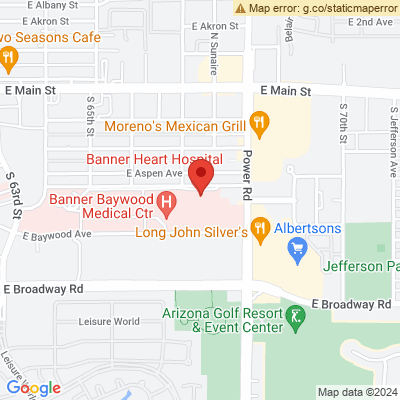 E Albany St
E Akron St
E Akron St
wo Seasons Cafe
N Sunaire
Belair
Map error: g.co/staticmaperror
E 2nd Ave
E Main St
E Main St
S 65th St
S 70th St
S Jefferson Ave
Moreno's Mexican Grill
Power Rd
Banner Heart Hospital
E Aspen Ave
S 63rd St
Banner Baywood
Medical Ctr
H
E Baywood Ave
Long John Silver's
Albertsons
Jefferson Pa
E Broadway Rd
E Broadway Rd
Leisure World
Arizona Golf Resort
& Event Center
Leisure World
Google
Map data ©2024